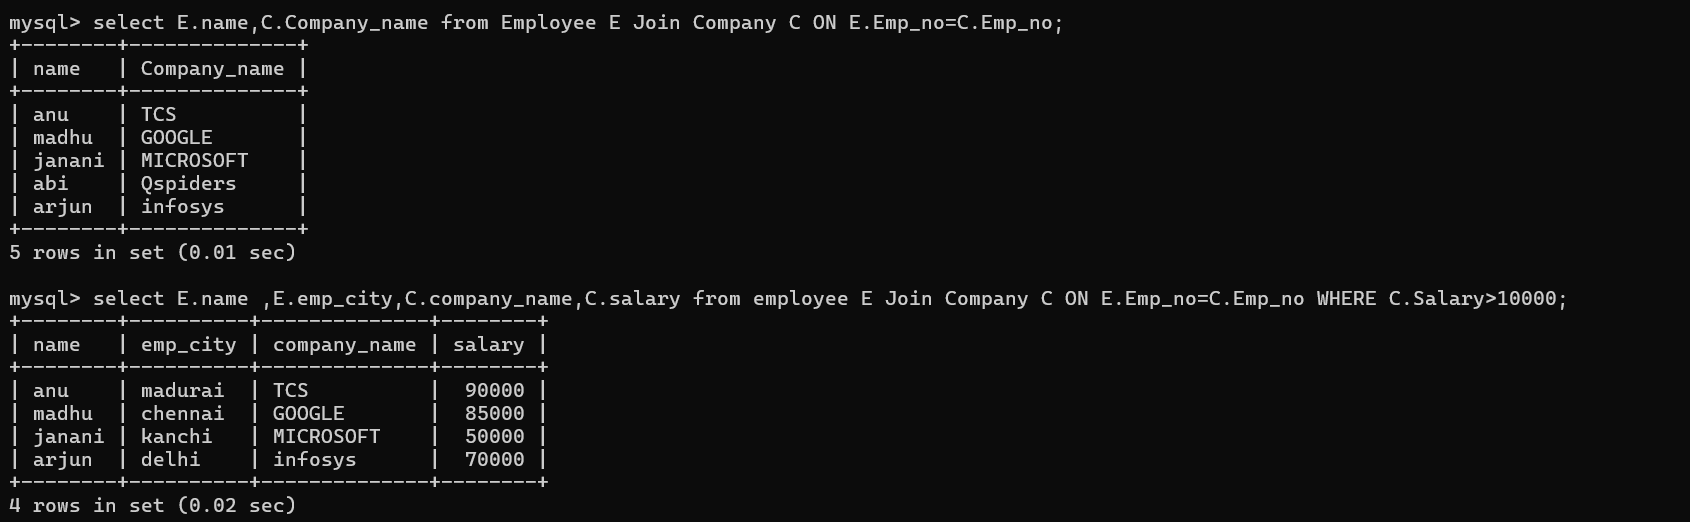 mysql> select E.name,C.Company_name from Employee E Join Company C ON E.Emp_no=C.Emp_no;
+--------+--------------+
| name   | Company_name |
+--------+--------------+
| anu    | TCS          |
| madhu  | GOOGLE       |
| janani | MICROSOFT    |
| abi    | Qspiders     |
| arjun  | infosys      |
+--------+--------------+
5 rows in set (0.01 sec)

mysql> select E.name ,E.emp_city,C.company_name,C.salary from employee E Join Company C ON E.Emp_no=C.Emp_no WHERE C.Salary>10000;
+--------+----------+--------------+--------+
| name   | emp_city | company_name | salary |
+--------+----------+--------------+--------+
| anu    | madurai  | TCS          |  90000 |
| madhu  | chennai  | GOOGLE       |  85000 |
| janani | kanchi   | MICROSOFT    |  50000 |
| arjun  | delhi    | infosys      |  70000 |
+--------+----------+--------------+--------+
4 rows in set (0.02 sec)